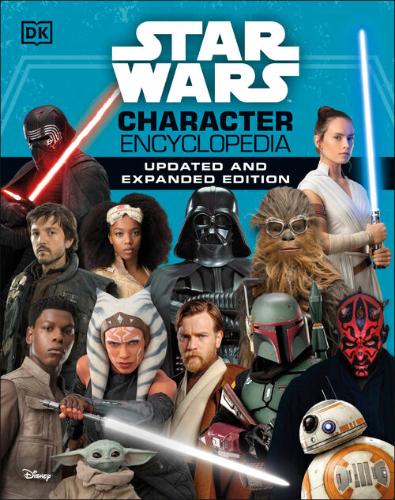 DK
STAR
WARS
CHARACTER
ENCYCLOPEDIA
UPDATED AND
EXPANDED EDITION
Disney